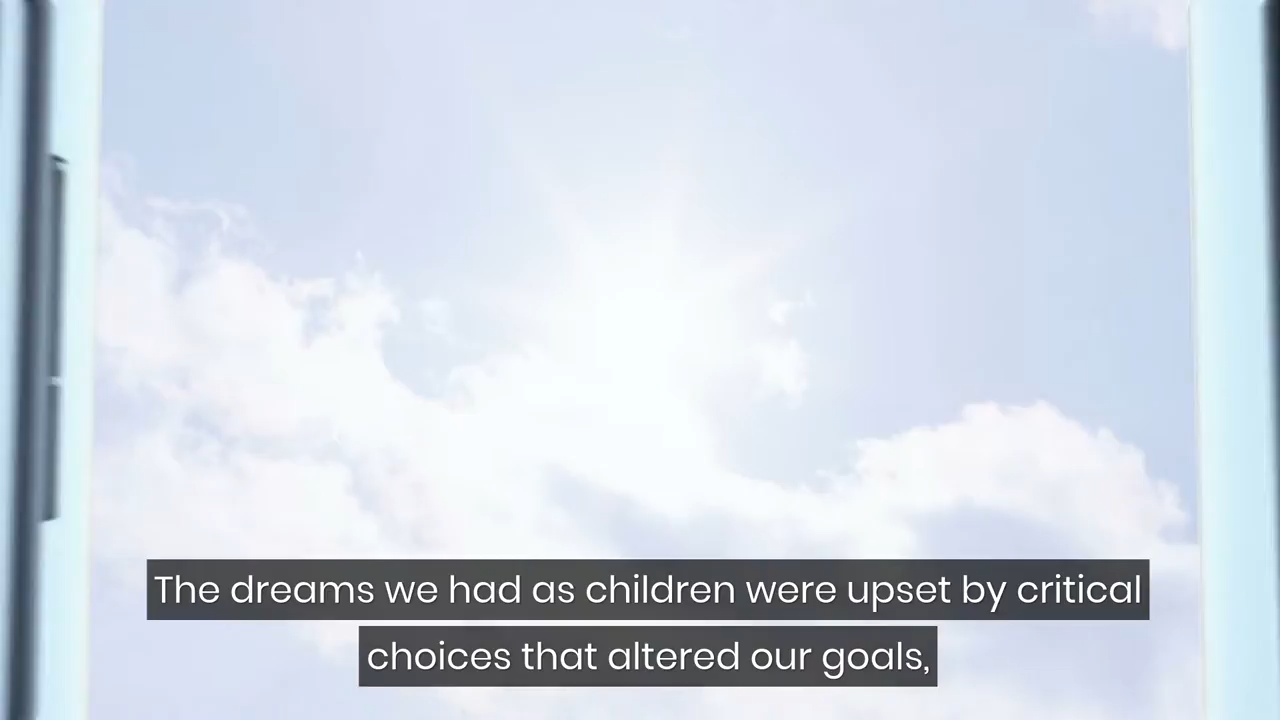 The dreams we had as children were upset by critical
choices that altered our goals,